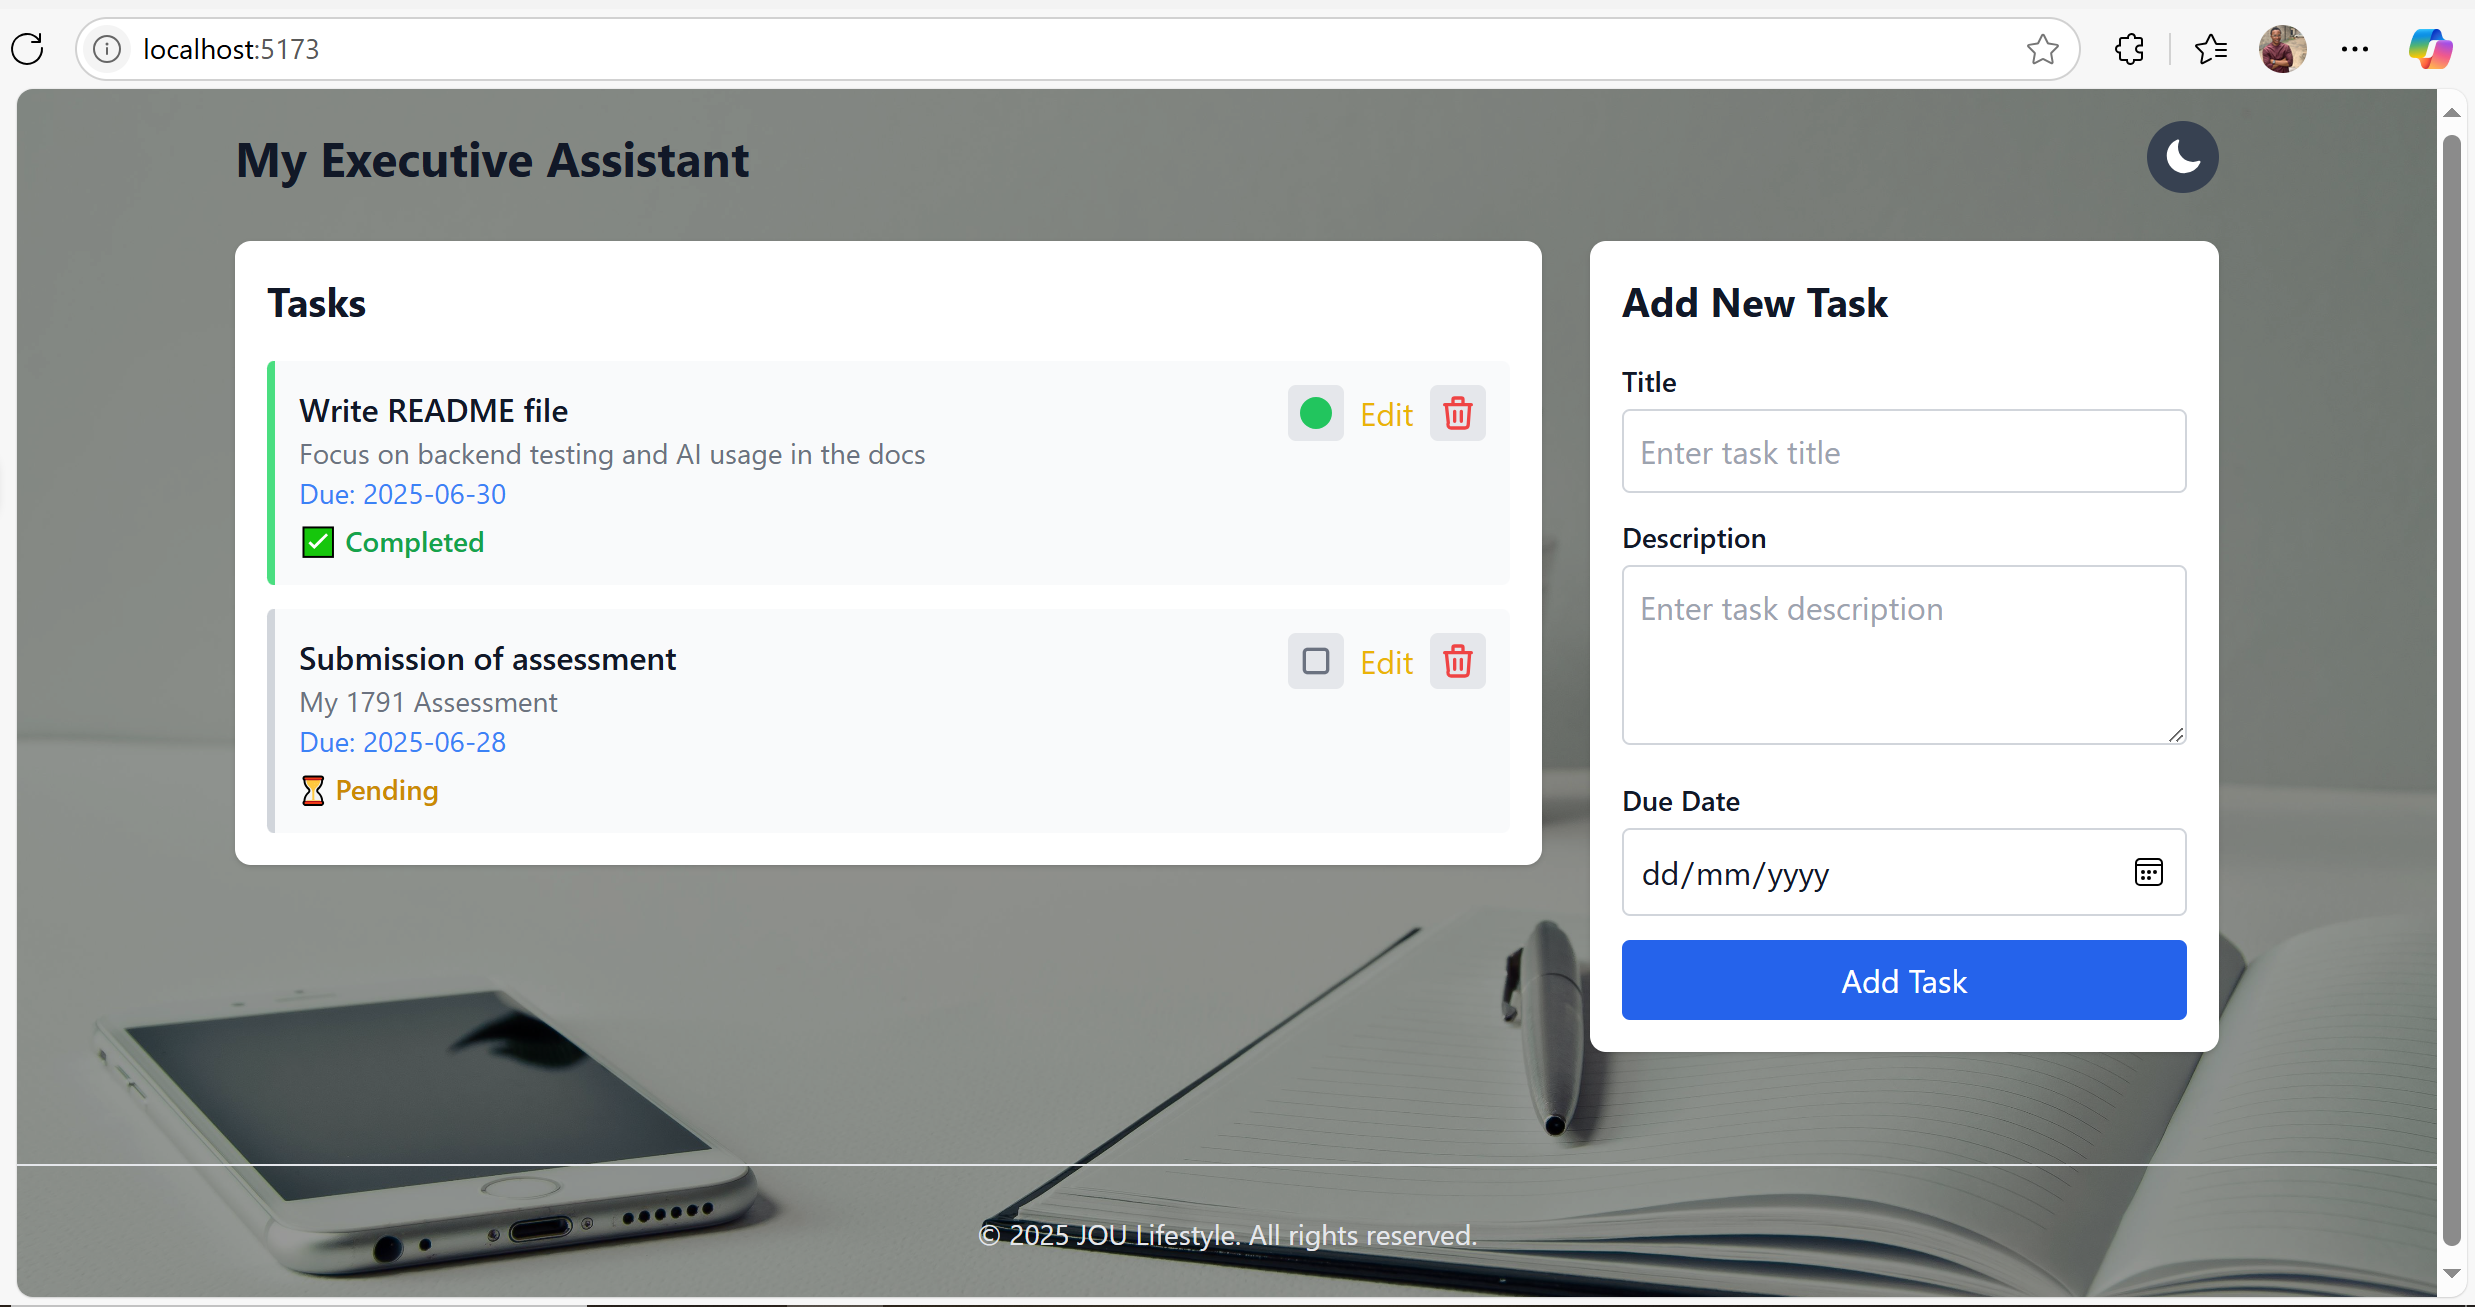 localhost:5173
My Executive Assistant
Tasks
Write README file
Edit
Focus on backend testing and AI usage in the docs
Due: 2025-06-30
✅ Completed
Submission of assessment
Edit
My 1791 Assessment
Due: 2025-06-28
⏳ Pending
Add New Task
Title
Enter task title
Description
Enter task description
Due Date
dd/mm/yyyy
Add Task
© 2025 JOU Lifestyle. All rights reserved.